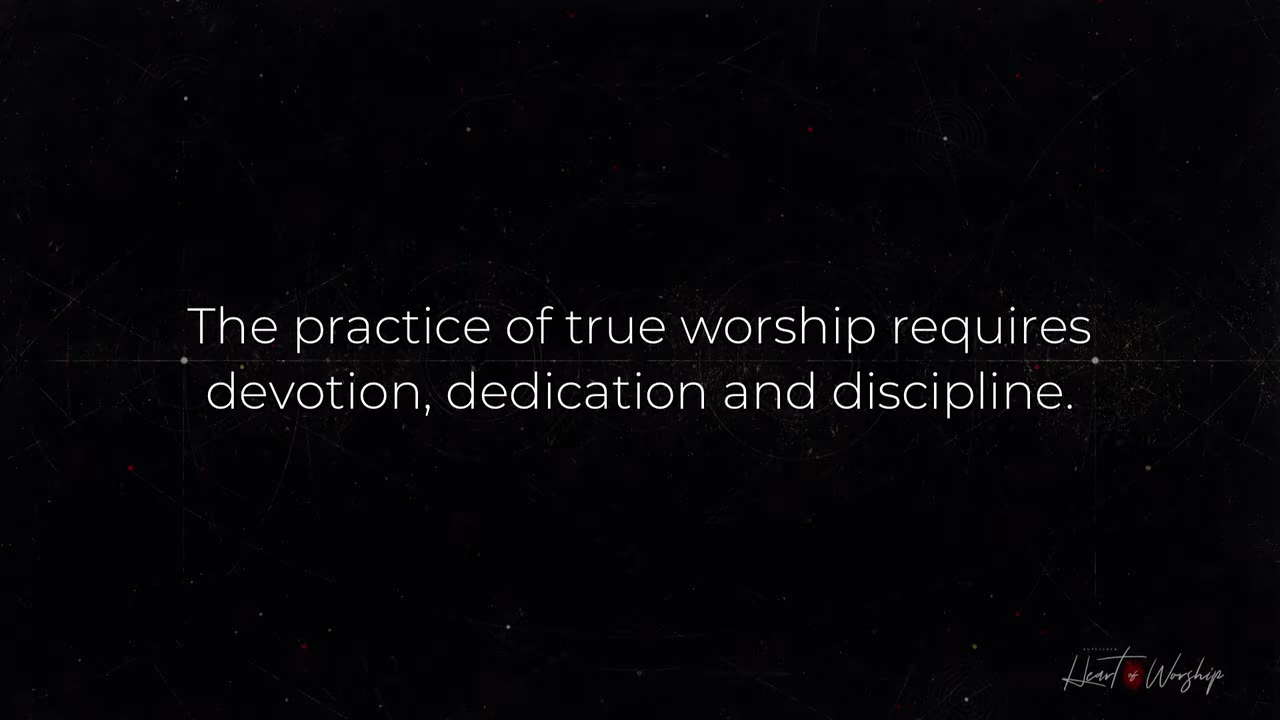 The practice of true worship requires
devotion, dedication and discipline.
Heart of Worship